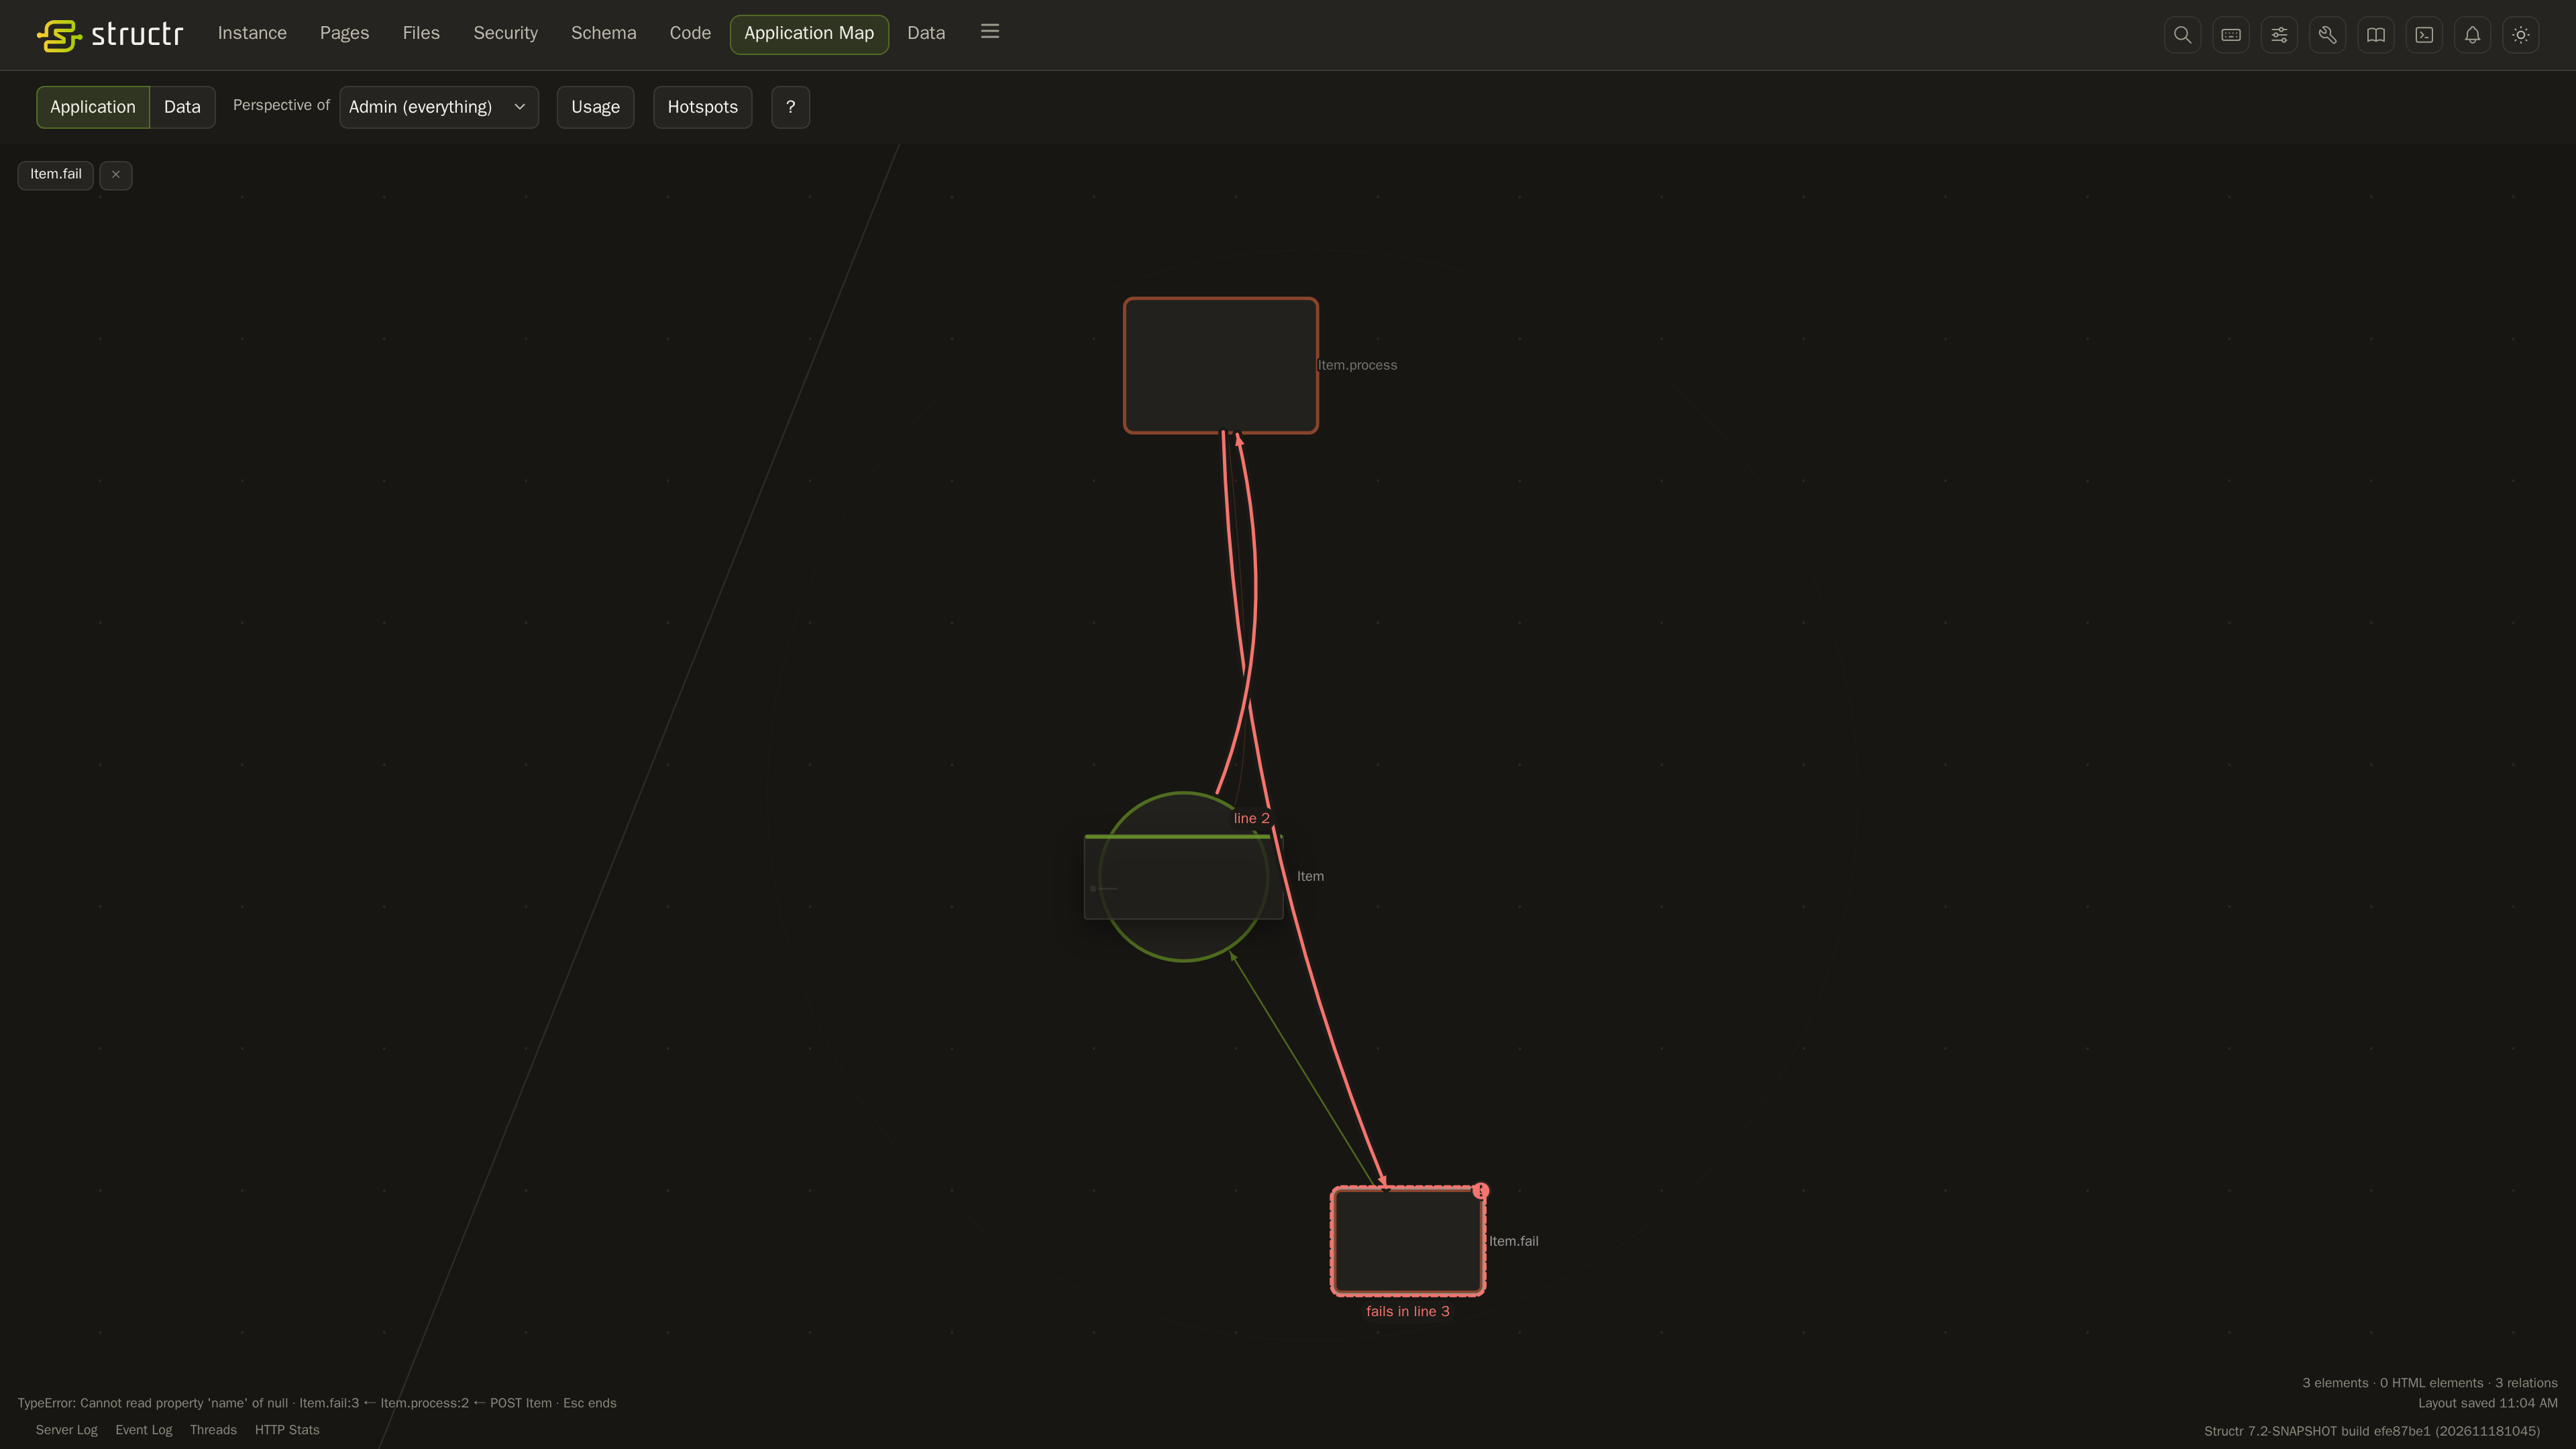 structr Instance Pages Files Security Schema Code Application Map Data
Application Data Perspective of Admin (everything) Usage Hotspots ?
Item.fail ×
Item.process
line 2
Item
Item.fail
fails in line 3
3 elements · 0 HTML elements · 3 relations
TypeError: Cannot read property 'name' of null · Item.fail:3 ← Item.process:2 ← POST Item · Esc ends
Layout saved 11:04 AM
Server Log Event Log Threads HTTP Stats
Structr 7.2-SNAPSHOT build efe87be1 (202611181045)